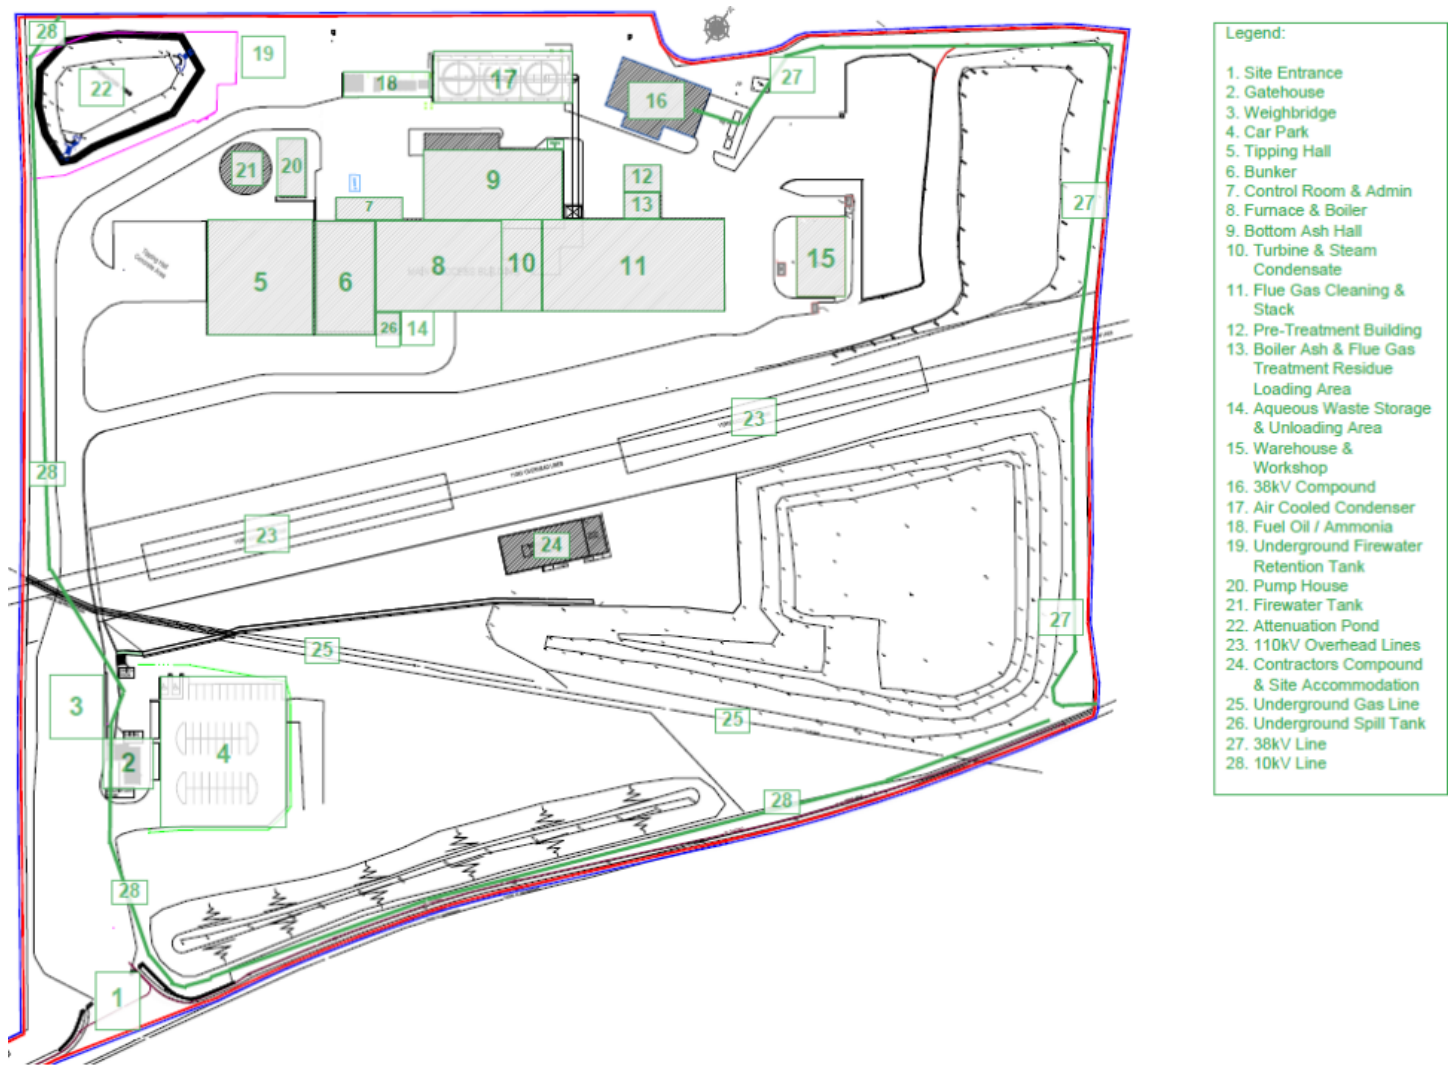 28
19
22
18
17
16
27
21
20
7
9
12
13
27
Tipping Hall
Concrete Area
5
6
8
10
11
15
26
14
23
28
23
24
25
27
3
25
2
4
28
28
1
Legend:
1. Site Entrance
2. Gatehouse
3. Weighbridge
4. Car Park
5. Tipping Hall
6. Bunker
7. Control Room & Admin
8. Furnace & Boiler
9. Bottom Ash Hall
10. Turbine & Steam
Condensate
11. Flue Gas Cleaning &
Stack
12. Pre-Treatment Building
13. Boiler Ash & Flue Gas
Treatment Residue
Loading Area
14. Aqueous Waste Storage
& Unloading Area
15. Warehouse &
Workshop
16. 38kV Compound
17. Air Cooled Condenser
18. Fuel Oil / Ammonia
19. Underground Firewater
Retention Tank
20. Pump House
21. Firewater Tank
22. Attenuation Pond
23. 110kV Overhead Lines
24. Contractors Compound
& Site Accommodation
25. Underground Gas Line
26. Underground Spill Tank
27. 38kV Line
28. 10kV Line